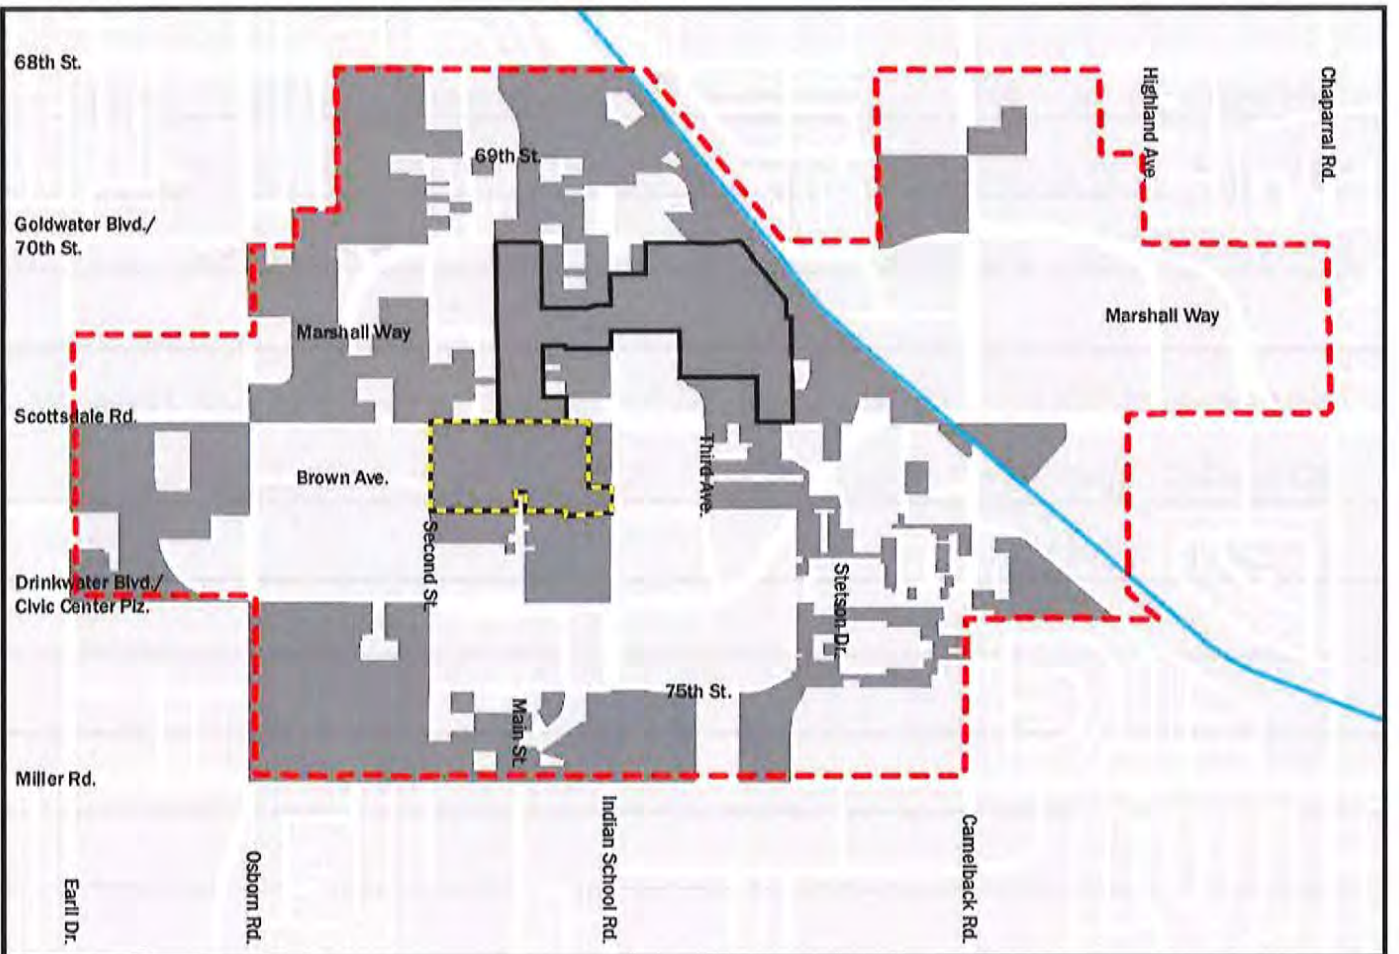 68th St.
Highland Ave.
Chaparral Rd.
69th St.
Goldwater Blvd./
70th St.
Marshall Way
Marshall Way
Scottsdale Rd.
Brown Ave.
Third Ave.
Second St.
Stetson Dr.
Drinkwater Blvd./
Civic Center Plz.
75th St.
Main St.
Miller Rd.
Indian School Rd.
Camelback Rd.
Osborn Rd.
Earll Dr.